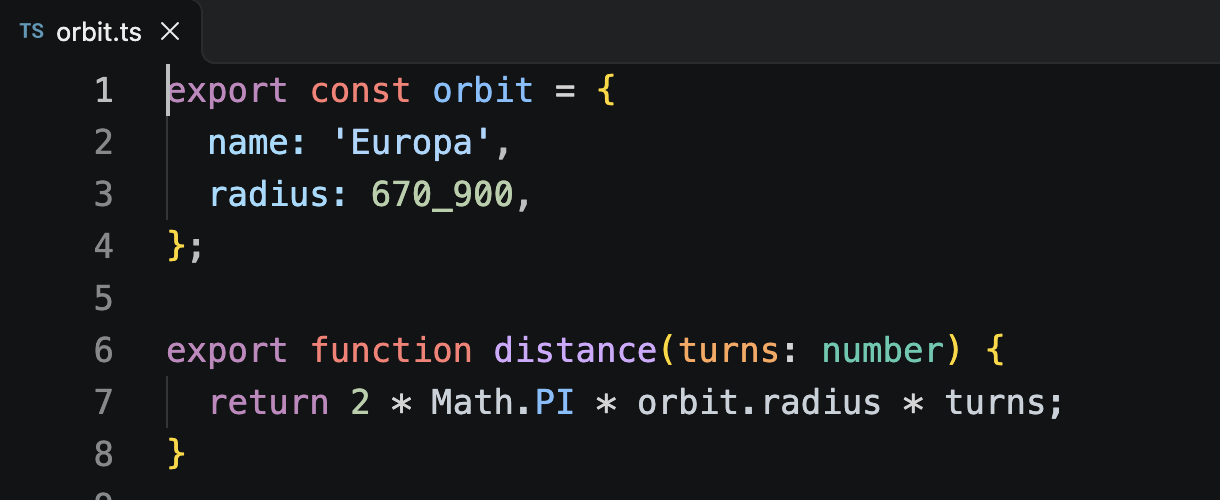 TS orbit.ts
1 export const orbit = {
2   name: 'Europa',
3   radius: 670_900,
4 };
5
6 export function distance(turns: number) {
7   return 2 * Math.PI * orbit.radius * turns;
8 }